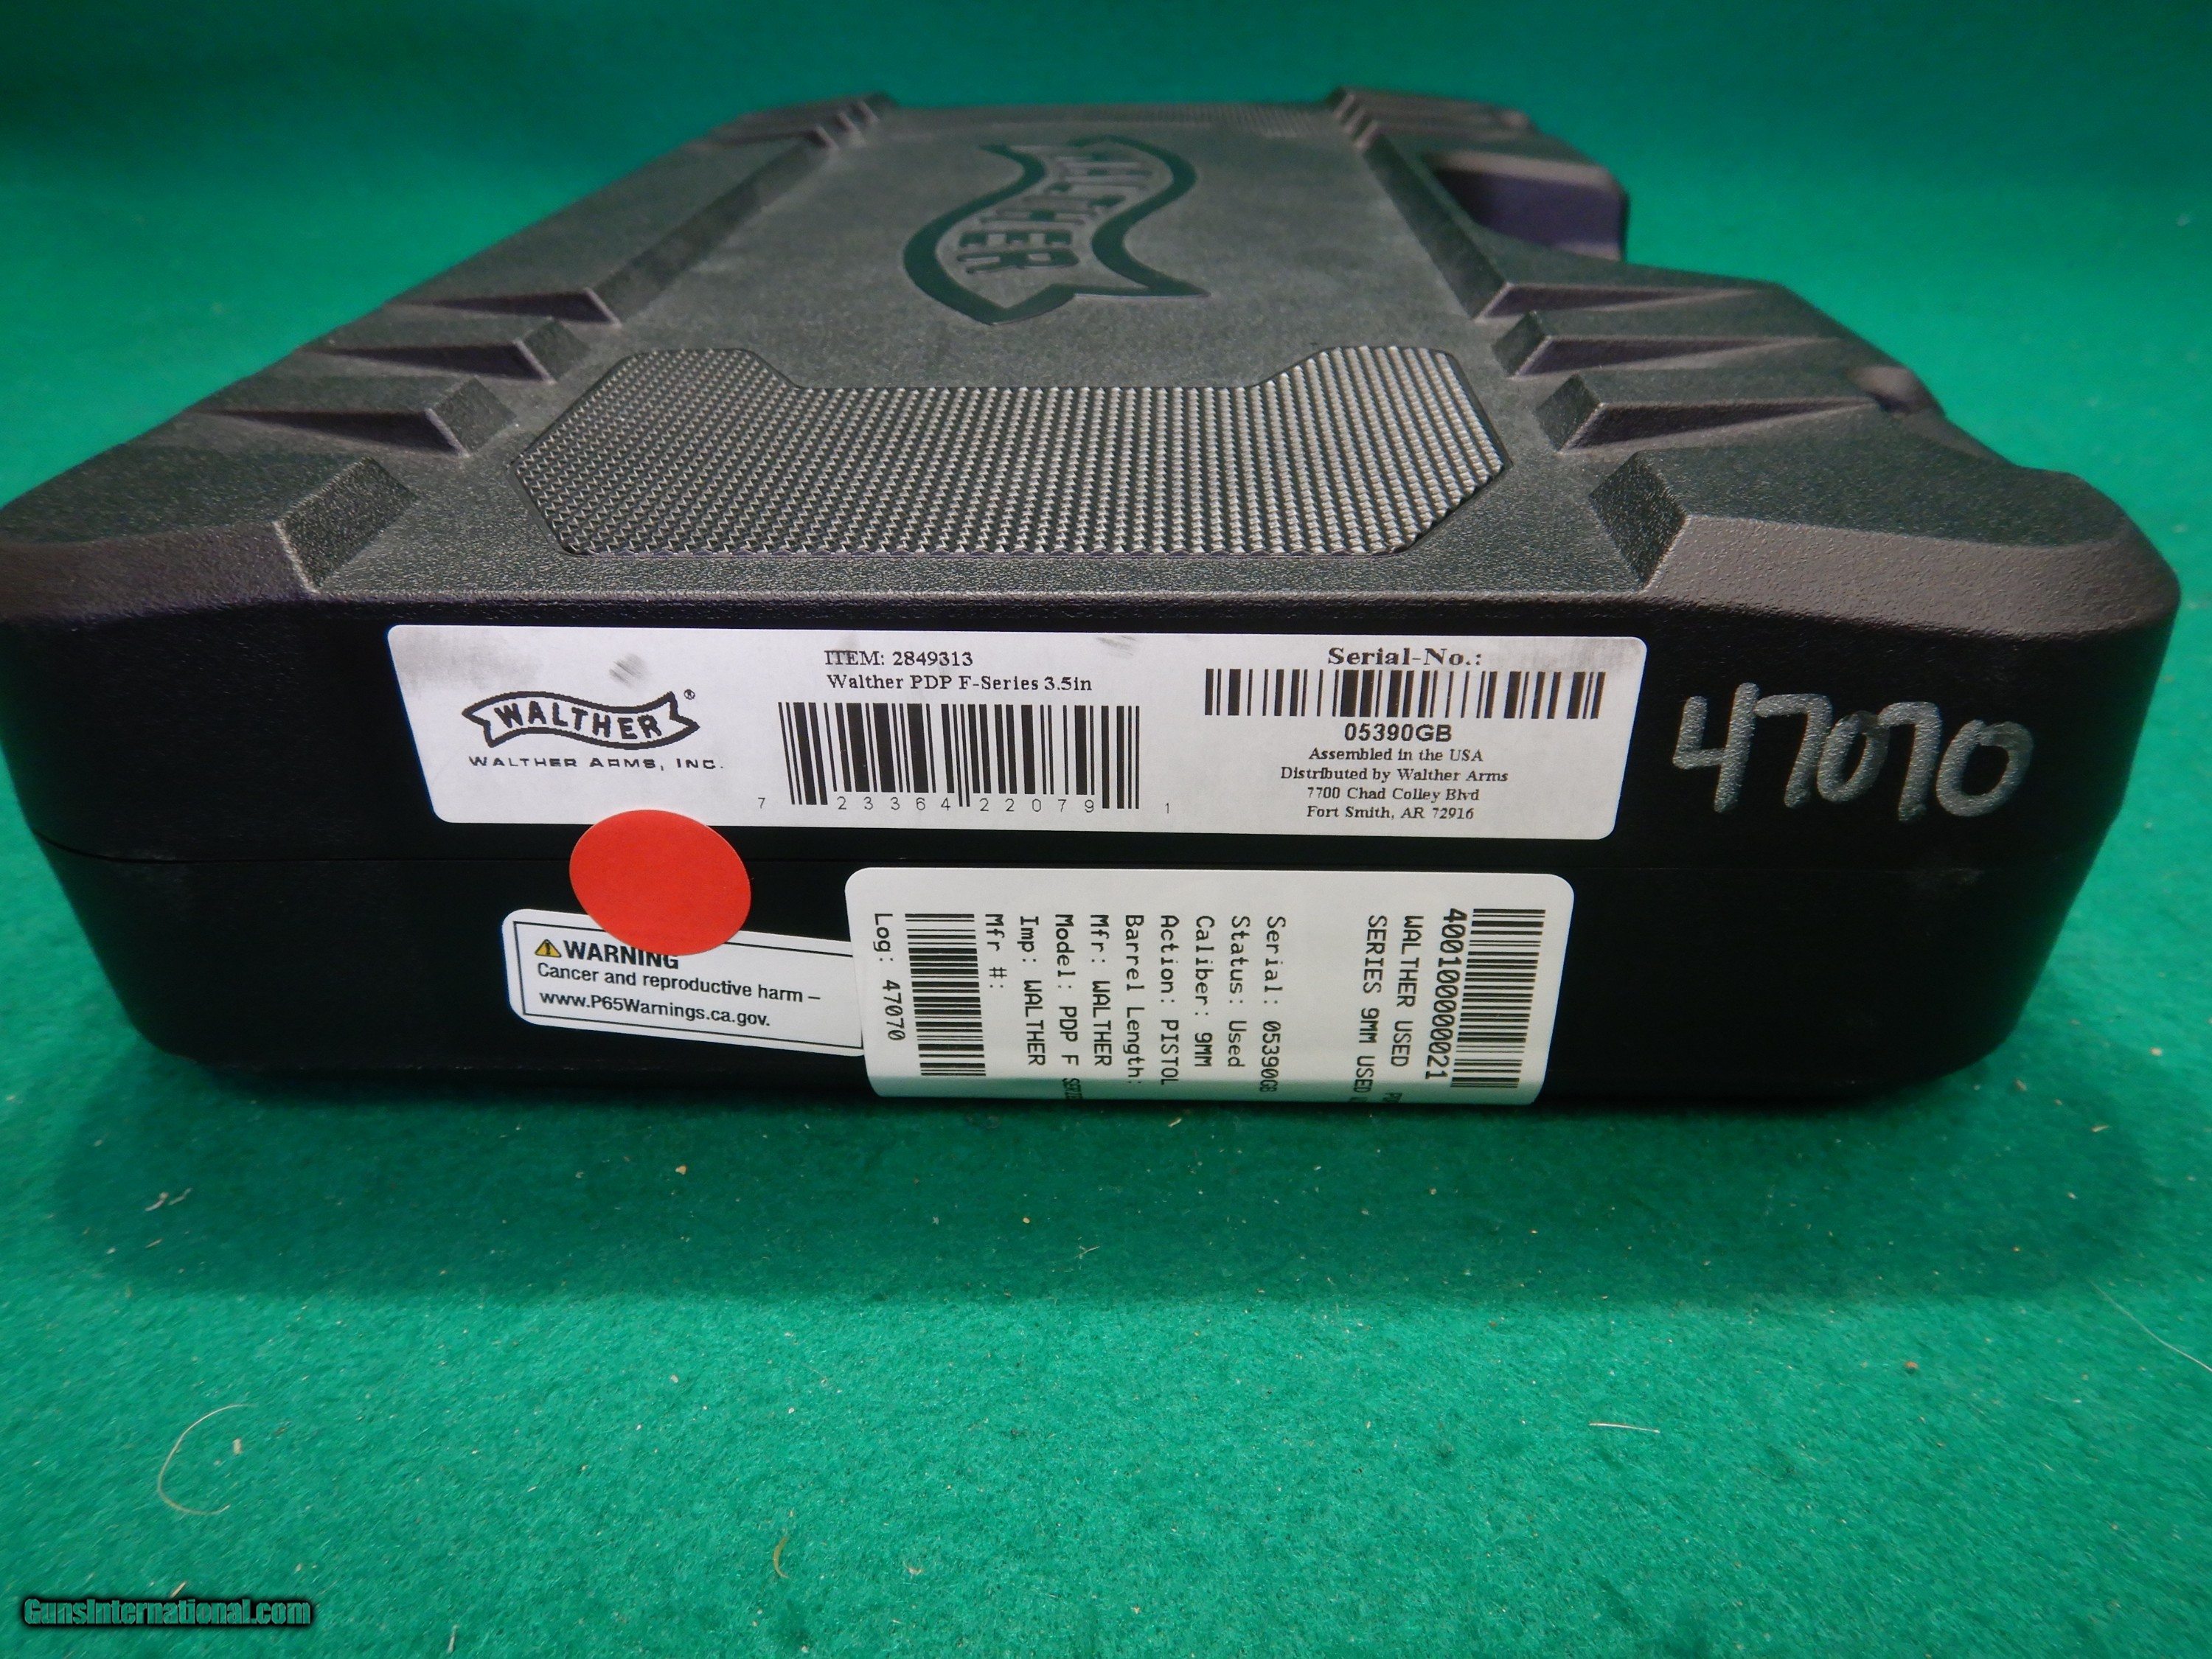 WALTHER
ITEM: 2849313
Walther PDP F-Series 3.5in
WALTHER®
WALTHER ARMS, INC.
7 23364 22079 1
Serial-No.:
05390GB
Assembled in the USA
Distributed by Walther Arms
7700 Chad Colley Blvd
Fort Smith, AR 72916
47070
WARNING
Cancer and reproductive harm –
www.P65Warnings.ca.gov.
400100000021
WALTHER USED
SERIES 9MM USED
Serial: 05390GB
Status: Used
Caliber: 9MM
Action: PISTOL
Barrel Length:
Mfr: WALTHER
Model: PDP F SERIES
Imp: WALTHER
Mfr #:
Log: 47070
GunsInternational.com